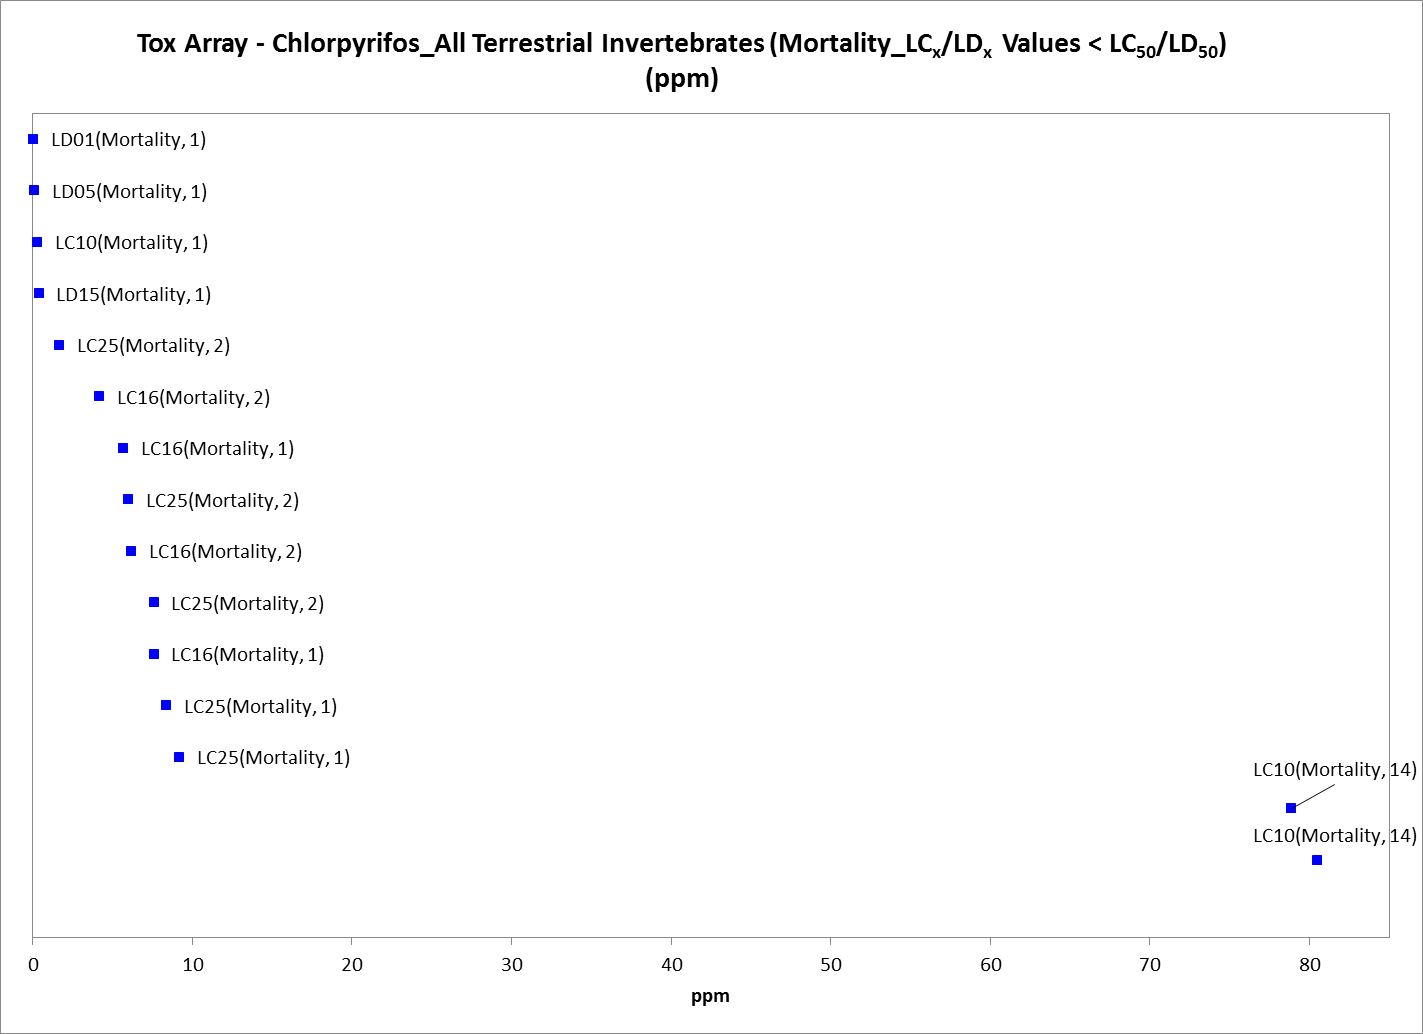 Tox Array - Chlorpyrifos_All Terrestrial Invertebrates (Mortality_LCx/LDx Values < LC50/LD50)
(ppm)
LD01(Mortality, 1)
LD05(Mortality, 1)
LC10(Mortality, 1)
LD15(Mortality, 1)
LC25(Mortality, 2)
LC16(Mortality, 2)
LC16(Mortality, 1)
LC25(Mortality, 2)
LC16(Mortality, 2)
LC25(Mortality, 2)
LC16(Mortality, 1)
LC25(Mortality, 1)
LC25(Mortality, 1)
LC10(Mortality, 14)
LC10(Mortality, 14)
0 10 20 30 40 50 60 70 80
ppm